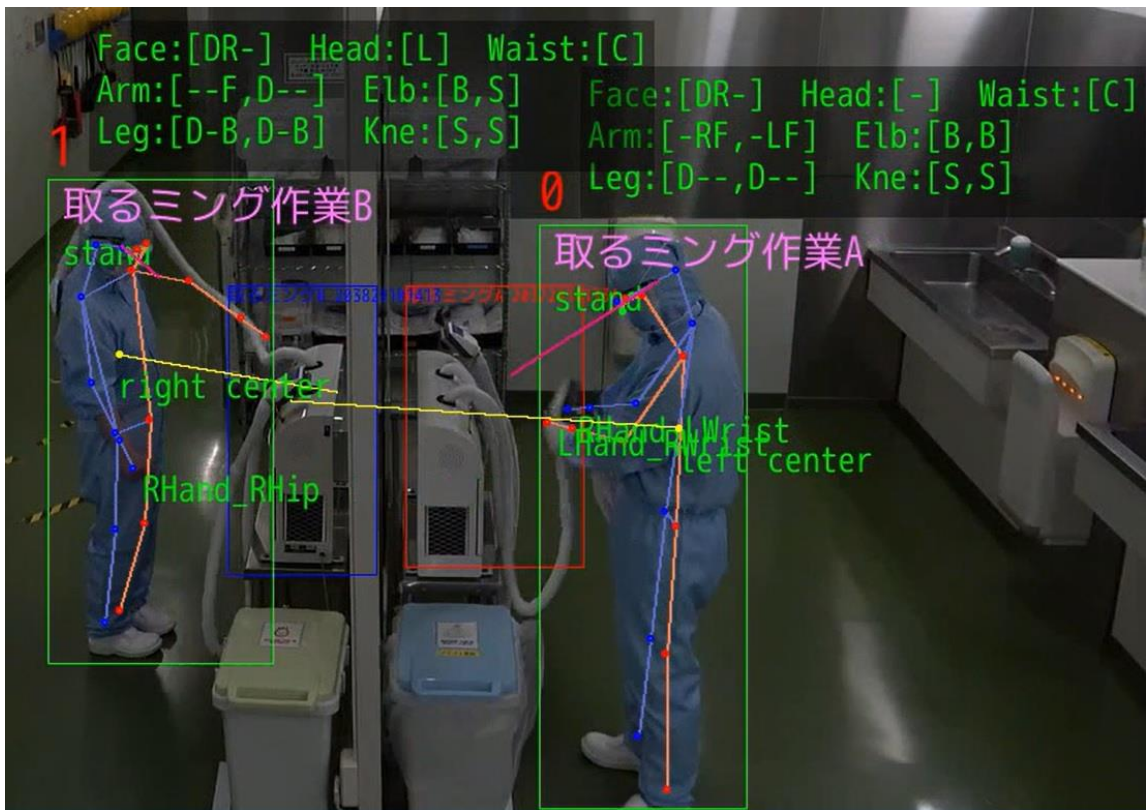 Face:[DR-] Head:[L] Waist:[C]
Arm:[--F,D--] Elb:[B,S]
Leg:[D-B,D-B] Kne:[S,S]
1
取るミング作業B
stand
right center
RHand_RHip
Face:[DR-] Head:[-] Waist:[C]
Arm:[-RF,-LF] Elb:[B,B]
Leg:[D--,D--] Kne:[S,S]
0
取るミング作業A
stand
RHand_LWrist
LHand_RWrist
left center